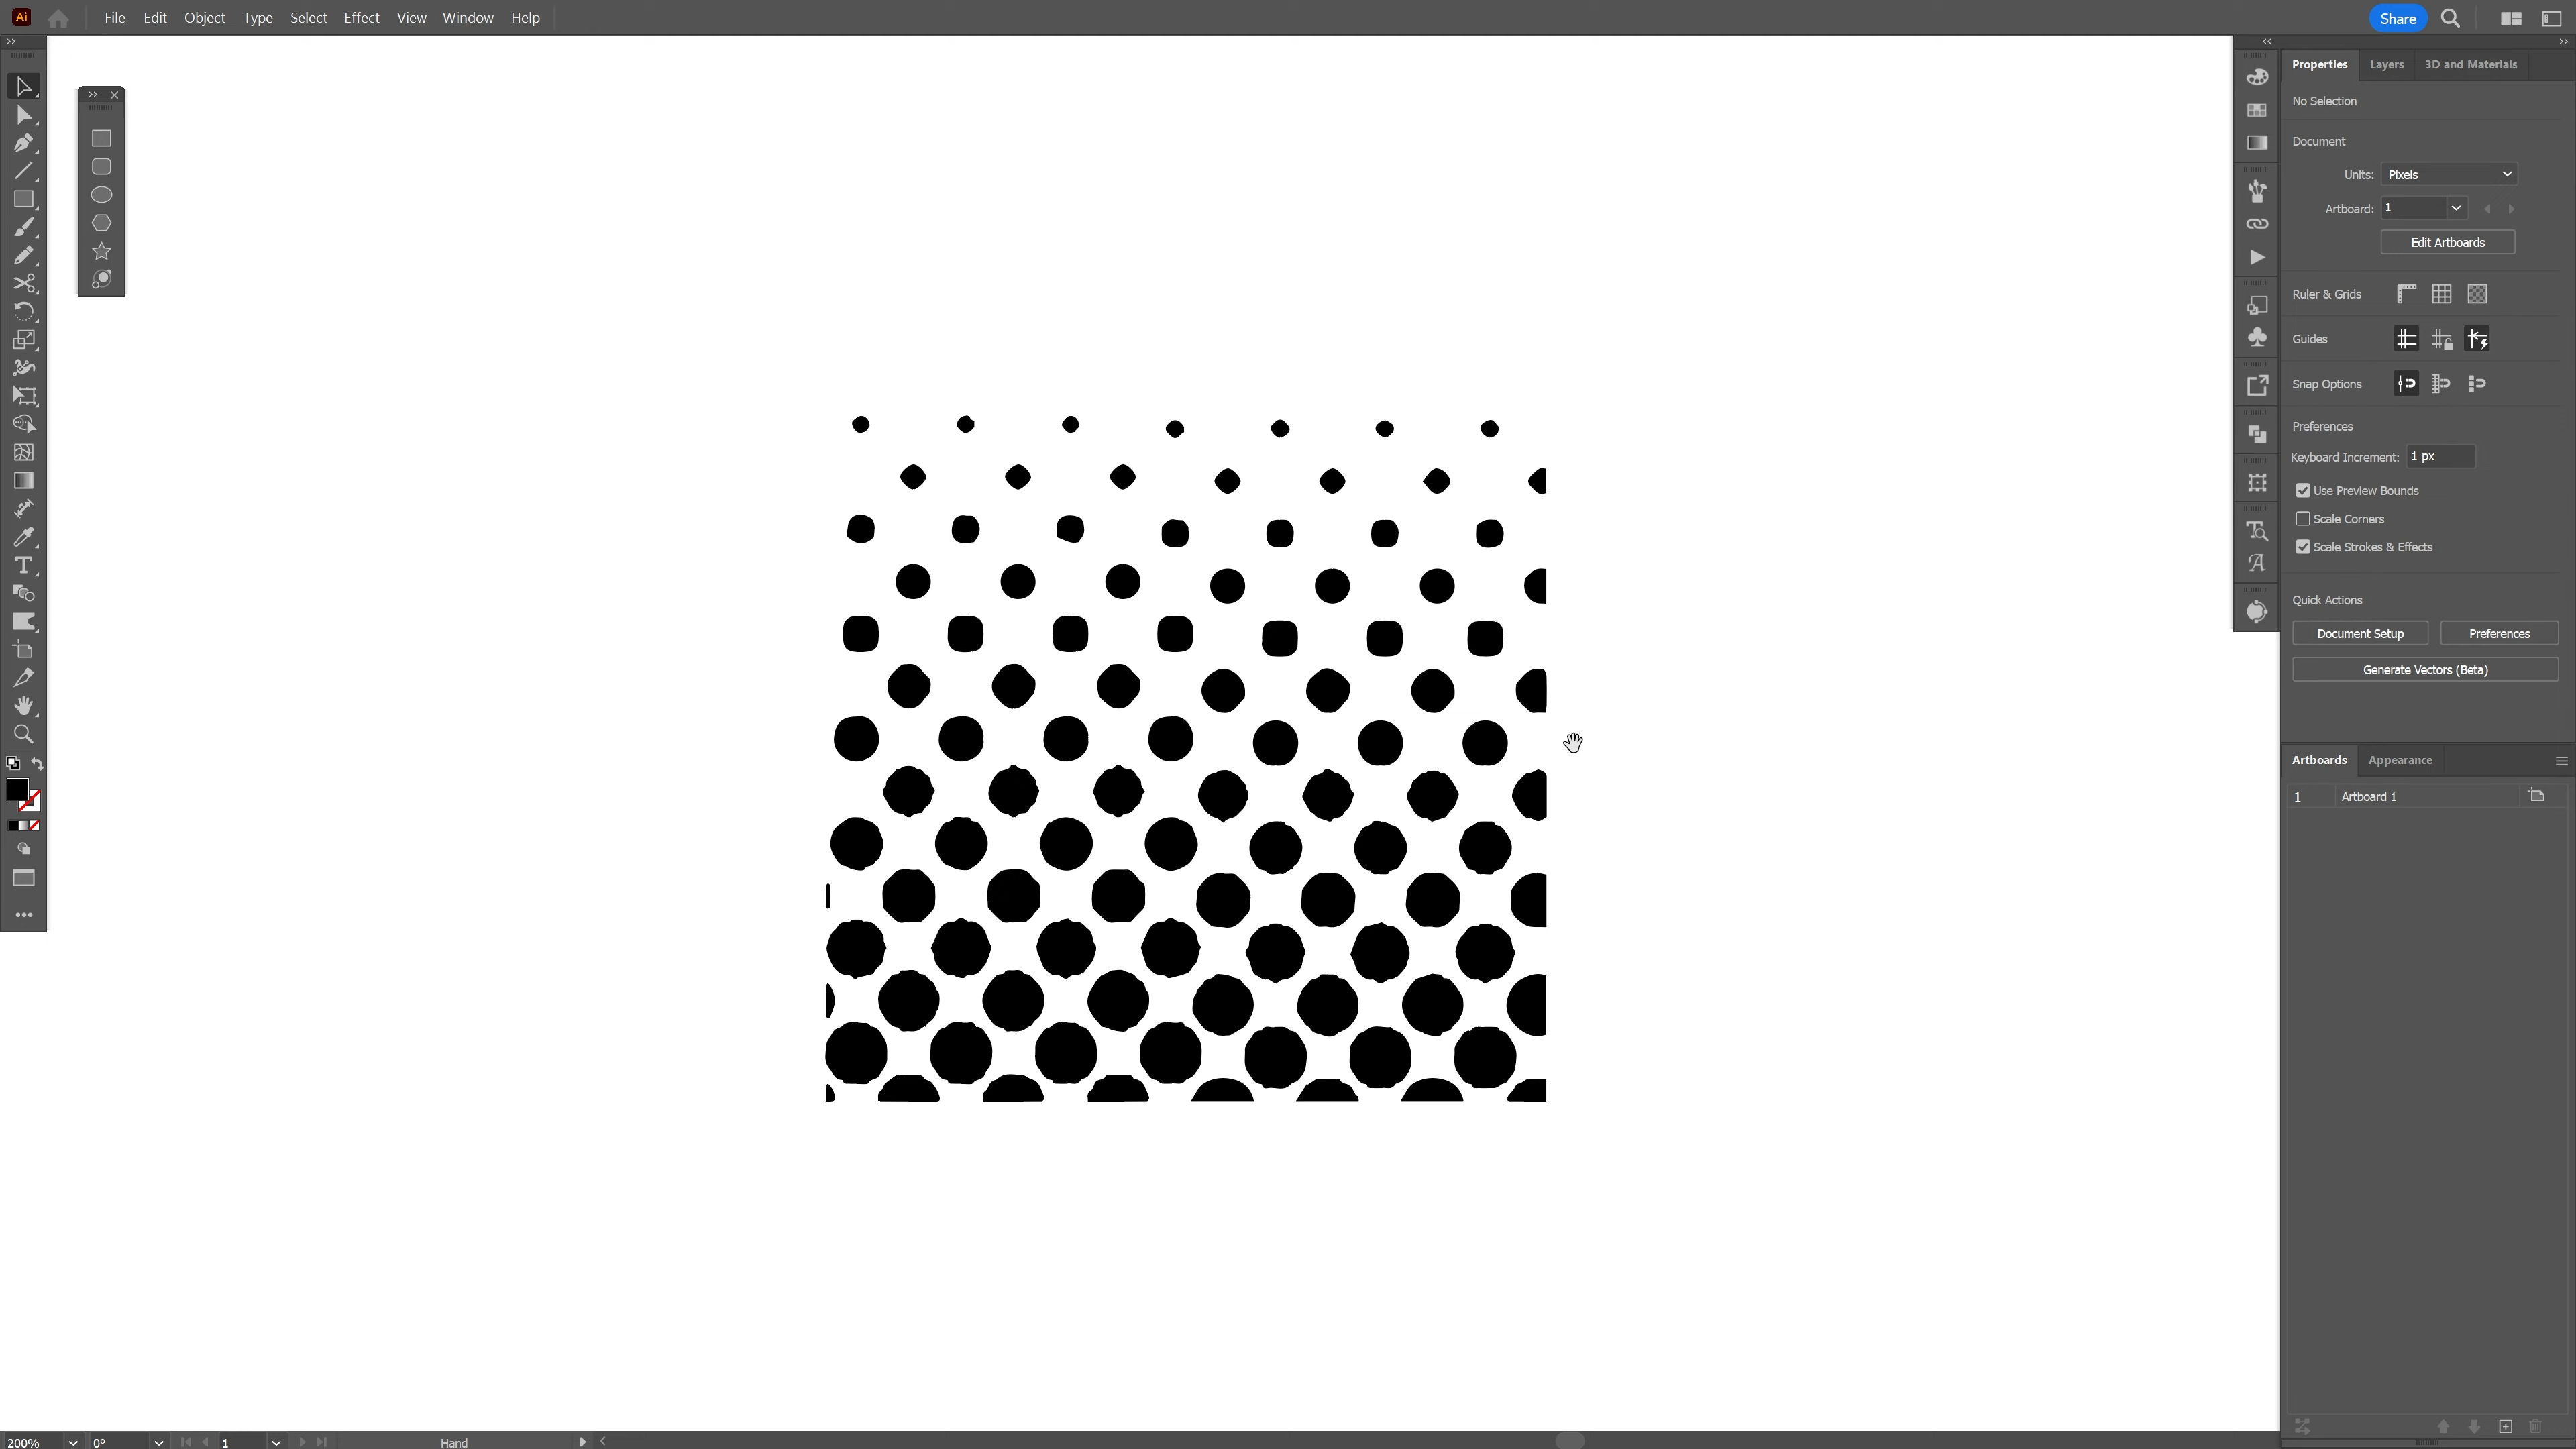 Ai File Edit Object Type Select Effect View Window Help Share
Properties Layers 3D and Materials
No Selection
Document
Units: Pixels
Artboard: 1
Edit Artboards
Ruler & Grids
Guides
Snap Options
Preferences
Keyboard Increment: 1 px
Use Preview Bounds
Scale Corners
Scale Strokes & Effects
Quick Actions
Document Setup Preferences
Generate Vectors (Beta)
Artboards Appearance
1 Artboard 1
200% 0° 1 Hand